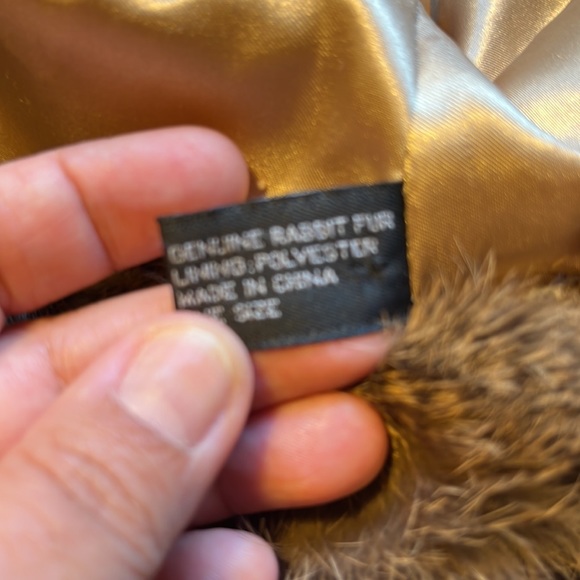 GENUINE RABBIT FUR
LINING:POLYESTER
MADE IN CHINA
SIZE